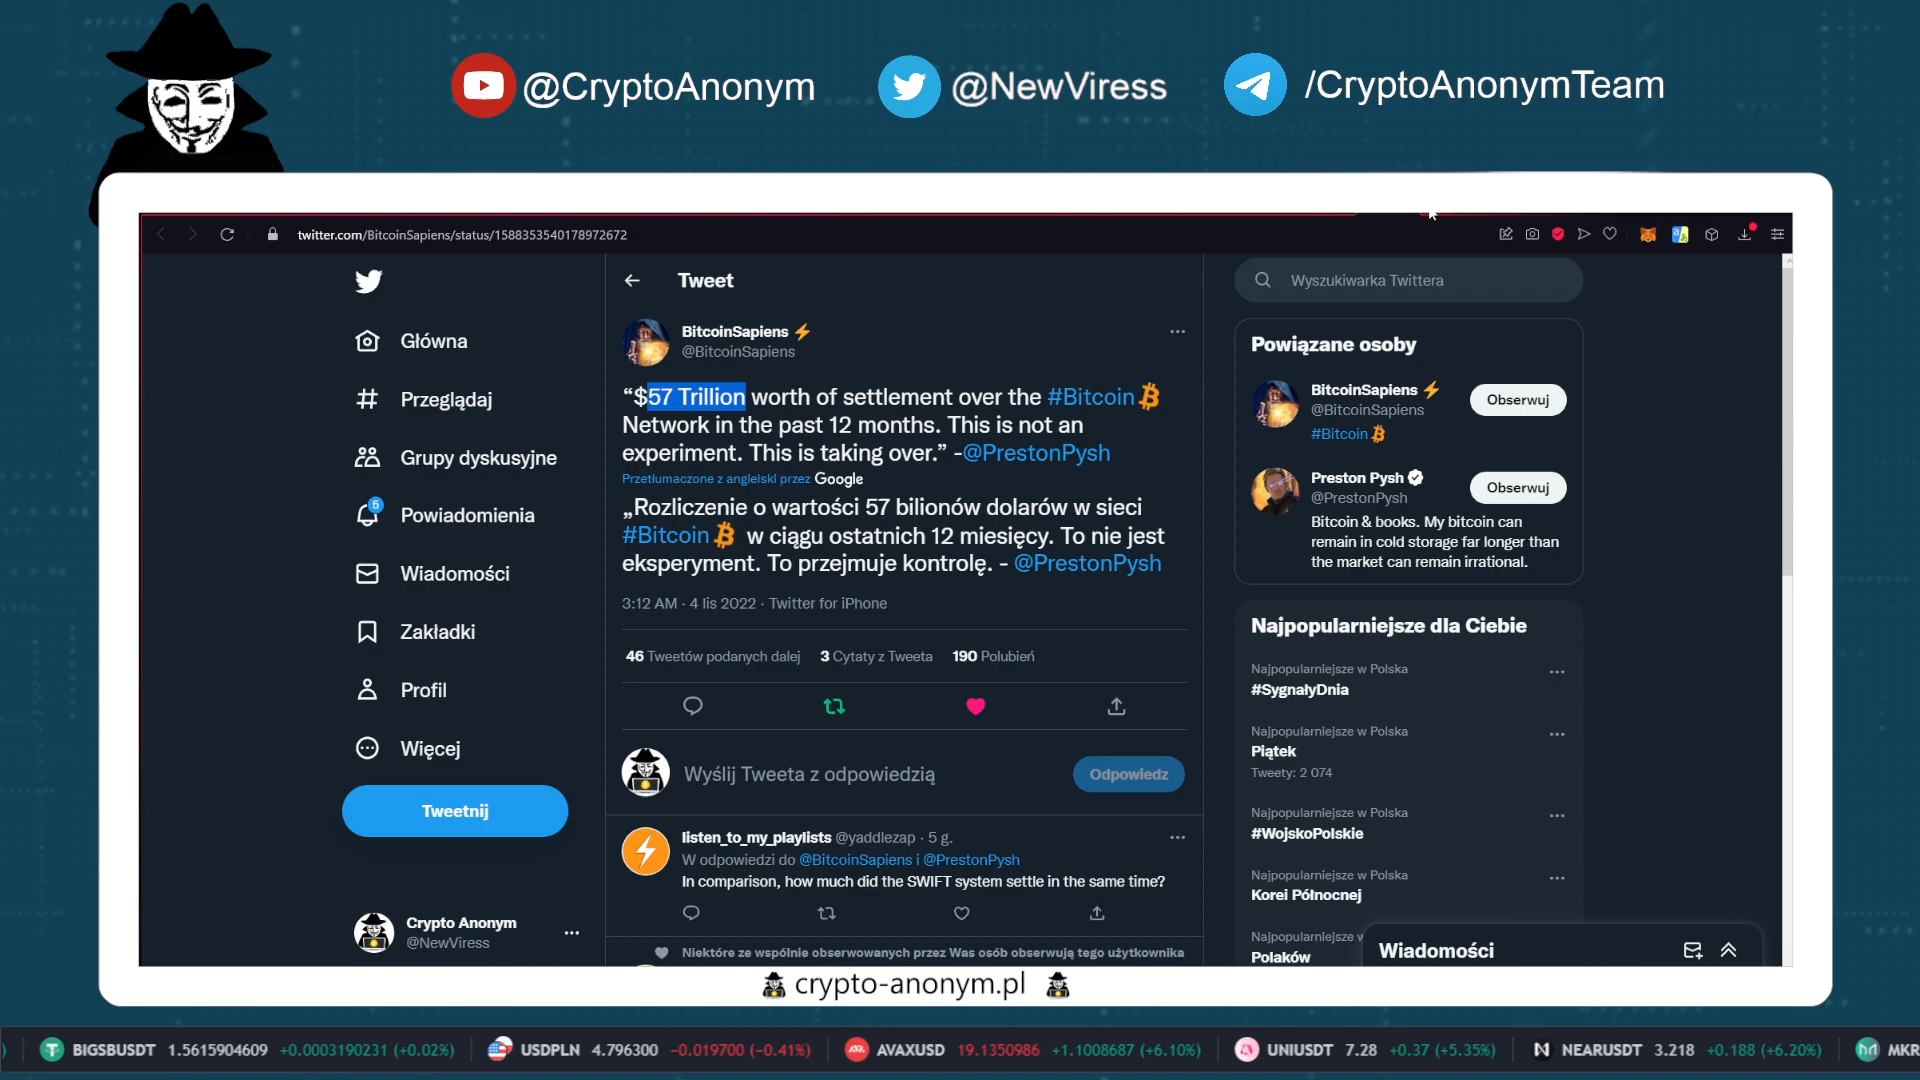 @CryptoAnonym
@NewViress
/CryptoAnonymTeam
twitter.com/BitcoinSapiens/status/1588353540178972672
Główna
Przeglądaj
Grupy dyskusyjne
5
Powiadomienia
Wiadomości
Zakładki
Profil
Więcej
Tweetnij
Crypto Anonym
@NewViress
Tweet
BitcoinSapiens
@BitcoinSapiens
“$57 Trillion worth of settlement over the #Bitcoin
Network in the past 12 months. This is not an
experiment. This is taking over.” -@PrestonPysh
Przetłumaczone z angielski przez Google
„Rozliczenie o wartości 57 bilionów dolarów w sieci
#Bitcoin w ciągu ostatnich 12 miesięcy. To nie jest
eksperyment. To przejmuje kontrolę. - @PrestonPysh
3:12 AM · 4 lis 2022 · Twitter for iPhone
46 Tweetów podanych dalej 3 Cytaty z Tweeta 190 Polubień
Wyślij Tweeta z odpowiedzią
Odpowiedz
listen_to_my_playlists @yaddlezap · 5 g.
W odpowiedzi do @BitcoinSapiens i @PrestonPysh
In comparison, how much did the SWIFT system settle in the same time?
Niektóre ze wspólnie obserwowanych przez Was osób obserwują tego użytkownika
Wyszukiwarka Twittera
Powiązane osoby
BitcoinSapiens
@BitcoinSapiens
#Bitcoin
Obserwuj
Preston Pysh
@PrestonPysh
Obserwuj
Bitcoin & books. My bitcoin can
remain in cold storage far longer than
the market can remain irrational.
Najpopularniejsze dla Ciebie
Najpopularniejsze w Polska
#SygnalyDnia
Najpopularniejsze w Polska
Piątek
Tweety: 2 074
Najpopularniejsze w Polska
#WojskoPolskie
Najpopularniejsze w Polska
Korei Północnej
Najpopularniejsze w
Polaków
Wiadomości
crypto-anonym.pl
) BIGSBUSDT 1.5615904609 +0.0003190231 (+0.02%) USDPLN 4.796300 −0.019700 (−0.41%) AVAXUSD 19.1350986 +1.1008687 (+6.10%) UNIUSDT 7.28 +0.37 (+5.35%) NEARUSDT 3.218 +0.188 (+6.20%) MKR